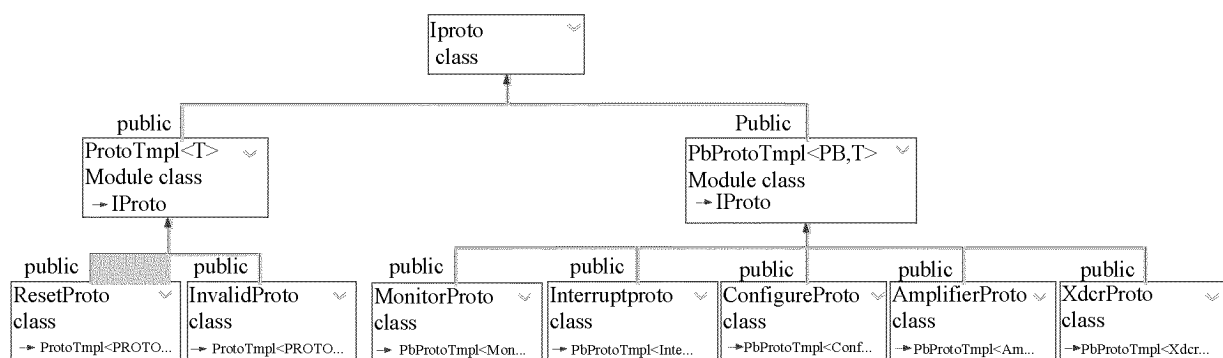 Iproto
class
public
Public
ProtoTmpl<T>
Module class
→ IProto
PbProtoTmpl<PB,T>
Module class
→ IProto
public
public
public
public
public
public
public
ResetProto
class
→ ProtoTmpl<PROTO...
InvalidProto
class
→ ProtoTmpl<PROTO...
MonitorProto
class
→ PbProtoTmpl<Mon...
Interruptproto
class
→ PbProtoTmpl<Inte...
ConfigureProto
class
→PbProtoTmpl<Conf...
AmplifierProto
class
→PbProtoTmpl<Am...
XdcrProto
class
→PbProtoTmpl<Xdcr...